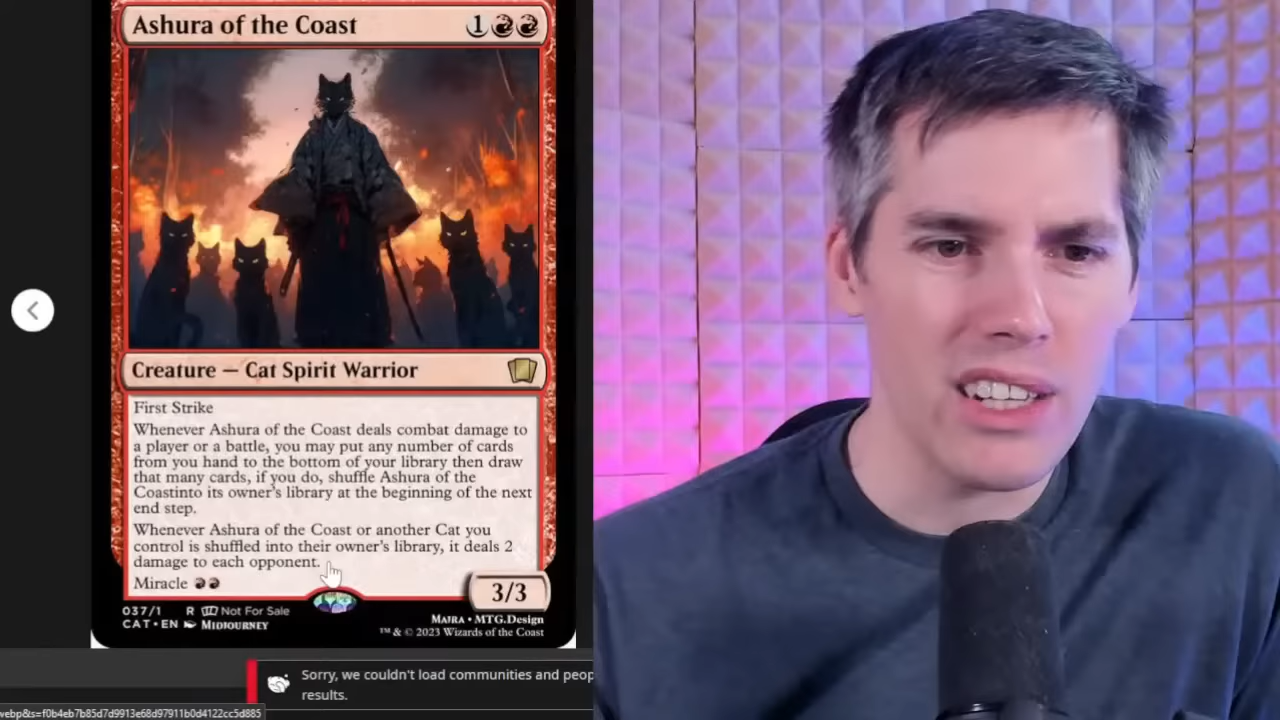 Ashura of the Coast 1
Creature — Cat Spirit Warrior
First Strike
Whenever Ashura of the Coast deals combat damage to
a player or a battle, you may put any number of cards
from you hand to the bottom of your library then draw
that many cards, if you do, shuffle Ashura of the
Coastinto its owner's library at the beginning of the next
end step.
Whenever Ashura of the Coast or another Cat you
control is shuffled into their owner's library, it deals 2
damage to each opponent.
Miracle
3/3
037/1 R Not For Sale
CAT • EN MIDJOURNEY
MAJRA • MTG.DESIGN
™ & © 2023 Wizards of the Coast
Sorry, we couldn't load communities and peop
results.
webp&s=f0b4eb7b85d7d9913e68d97911b0d4122cc5d885